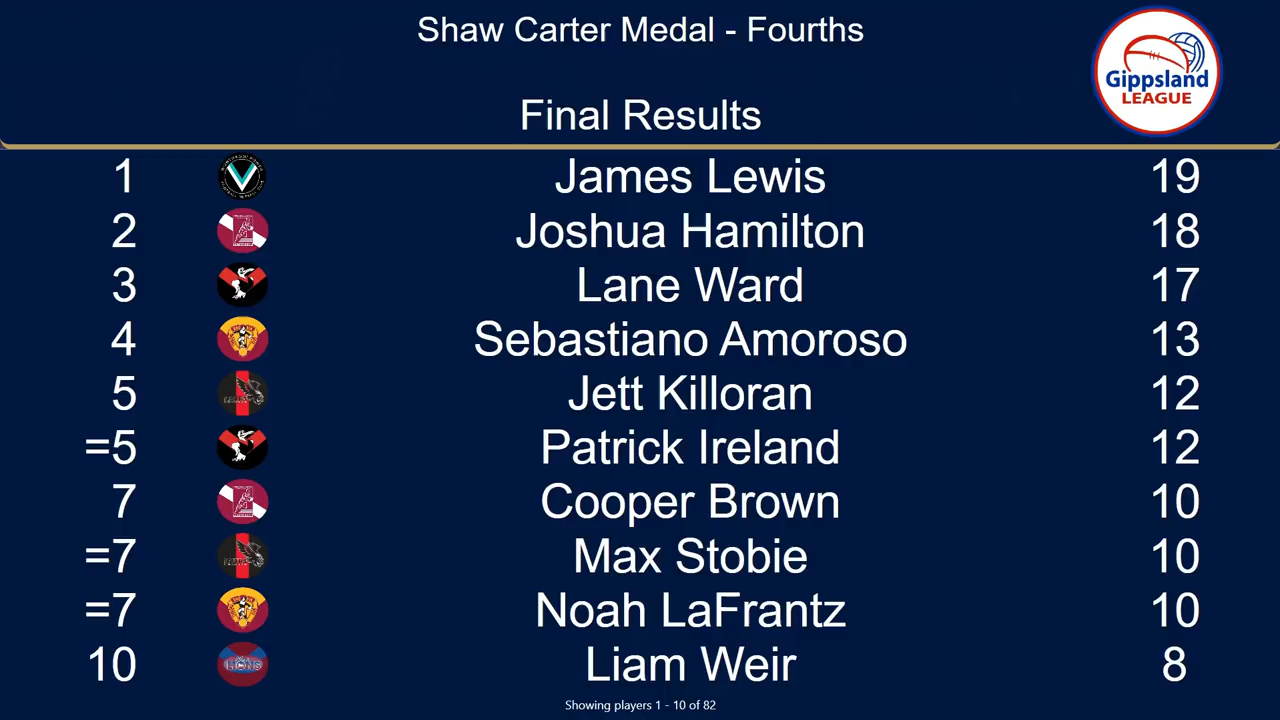 Shaw Carter Medal - Fourths
Gippsland
LEAGUE
Final Results
1 James Lewis 19
2 Joshua Hamilton 18
3 Lane Ward 17
4 Sebastiano Amoroso 13
5 Jett Killoran 12
=5 Patrick Ireland 12
7 Cooper Brown 10
=7 Max Stobie 10
=7 Noah LaFrantz 10
10 LIONS Liam Weir 8
Showing players 1 - 10 of 82